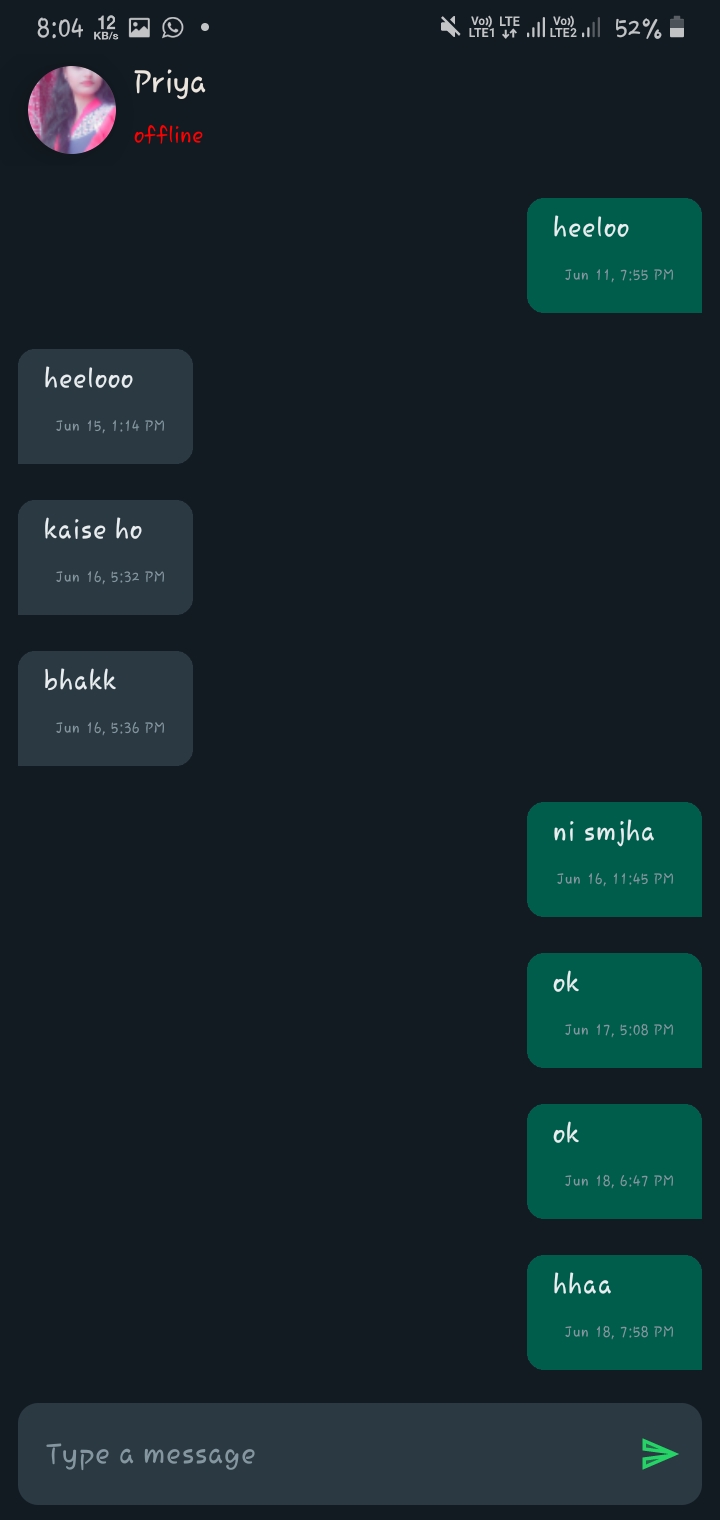 8:04 12 KB/s Vo)) LTE1 LTE Vo)) LTE2 52%
Priya
offline
heeloo
Jun 11, 7:55 PM
heelooo
Jun 15, 1:14 PM
kaise ho
Jun 16, 5:32 PM
bhakk
Jun 16, 5:36 PM
ni smjha
Jun 16, 11:45 PM
ok
Jun 17, 5:08 PM
ok
Jun 18, 6:47 PM
hhaa
Jun 18, 7:58 PM
Type a message